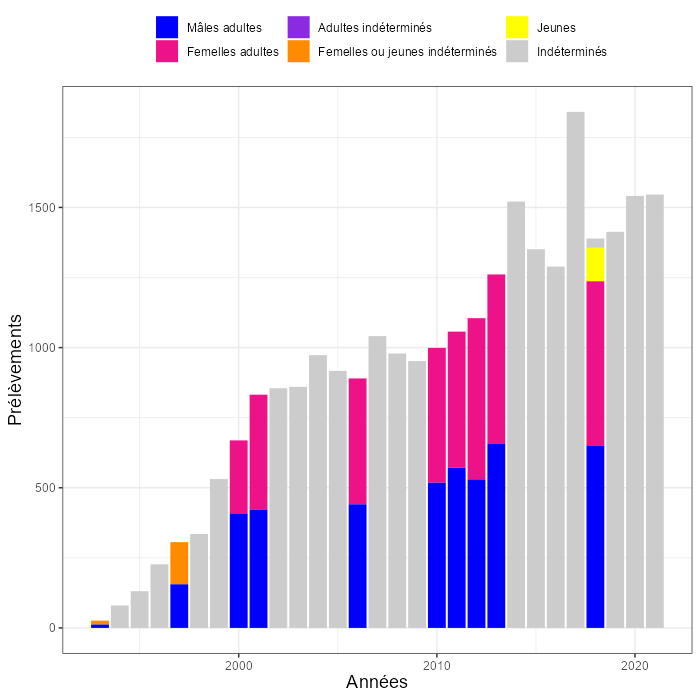 Mâles adultes
Adultes indéterminés
Jeunes
Femelles adultes
Femelles ou jeunes indéterminés
Indéterminés
Prélèvements
1500
1000
500
0
2000
2010
2020
Années